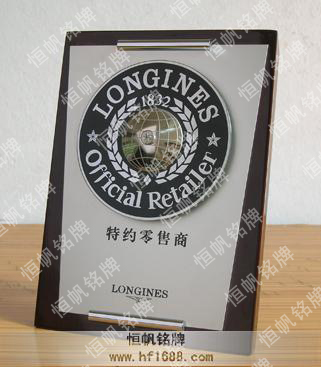 LONGINES
1832
Official Retailer
特约零售商
LONGINES
恒帆铭牌
www.hf1688.com